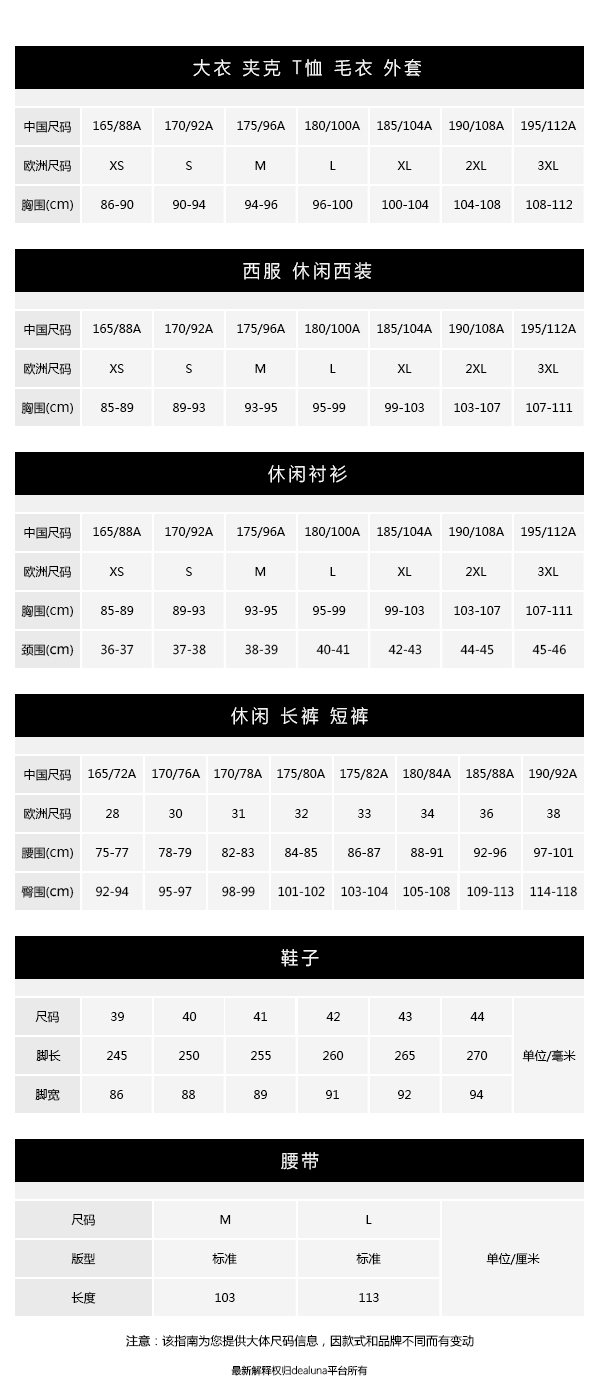 大衣 夹克 T恤 毛衣 外套
中国尺码 165/88A 170/92A 175/96A 180/100A 185/104A 190/108A 195/112A
欧洲尺码 XS S M L XL 2XL 3XL
胸围(cm) 86-90 90-94 94-96 96-100 100-104 104-108 108-112
西服 休闲西装
中国尺码 165/88A 170/92A 175/96A 180/100A 185/104A 190/108A 195/112A
欧洲尺码 XS S M L XL 2XL 3XL
胸围(cm) 85-89 89-93 93-95 95-99 99-103 103-107 107-111
休闲衬衫
中国尺码 165/88A 170/92A 175/96A 180/100A 185/104A 190/108A 195/112A
欧洲尺码 XS S M L XL 2XL 3XL
胸围(cm) 85-89 89-93 93-95 95-99 99-103 103-107 107-111
颈围(cm) 36-37 37-38 38-39 40-41 42-43 44-45 45-46
休闲 长裤 短裤
中国尺码 165/72A 170/76A 170/78A 175/80A 175/82A 180/84A 185/88A 190/92A
欧洲尺码 28 30 31 32 33 34 36 38
腰围(cm) 75-77 78-79 82-83 84-85 86-87 88-91 92-96 97-101
臀围(cm) 92-94 95-97 98-99 101-102 103-104 105-108 109-113 114-118
鞋子
尺码 39 40 41 42 43 44
脚长 245 250 255 260 265 270 单位/毫米
脚宽 86 88 89 91 92 94
腰带
尺码 M L
版型 标准 标准 单位/厘米
长度 103 113
注意：该指南为您提供大体尺码信息，因款式和品牌不同而有变动
最新解释权归dealuna平台所有